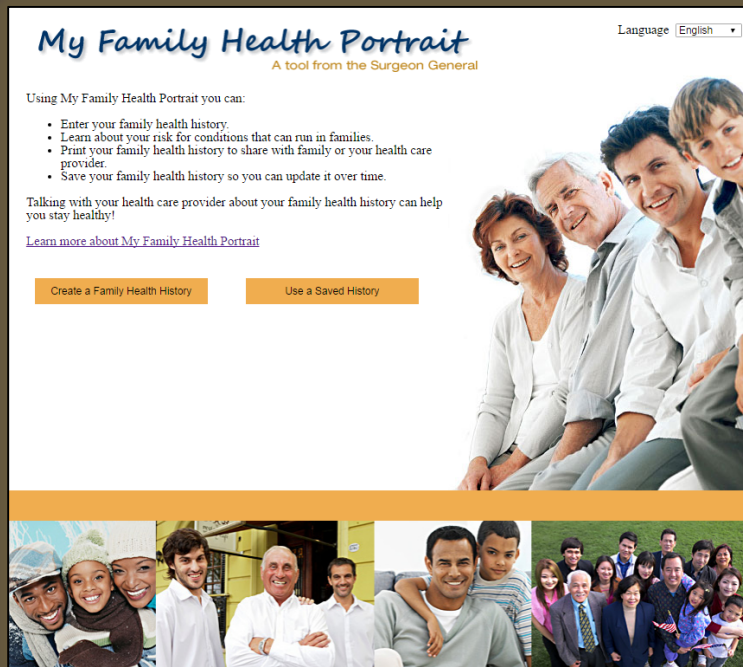 My Family Health Portrait
A tool from the Surgeon General
Language English
Using My Family Health Portrait you can:
Enter your family health history.
Learn about your risk for conditions that can run in families.
Print your family health history to share with family or your health care
provider.
Save your family health history so you can update it over time.
Talking with your health care provider about your family health history can help
you stay healthy!
Learn more about My Family Health Portrait
Create a Family Health History
Use a Saved History